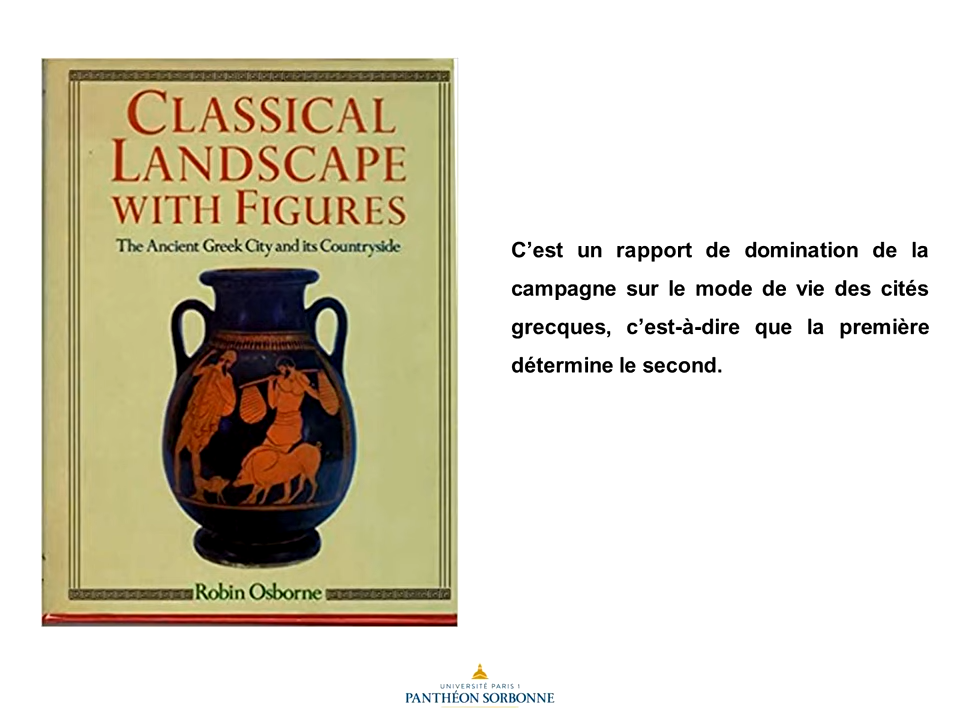 CLASSICAL
LANDSCAPE
WITH FIGURES
The Ancient Greek City and its Countryside
Robin Osborne
C’est un rapport de domination de la
campagne sur le mode de vie des cités
grecques, c’est-à-dire que la première
détermine le second.
UNIVERSITÉ PARIS 1
PANTHÉON SORBONNE